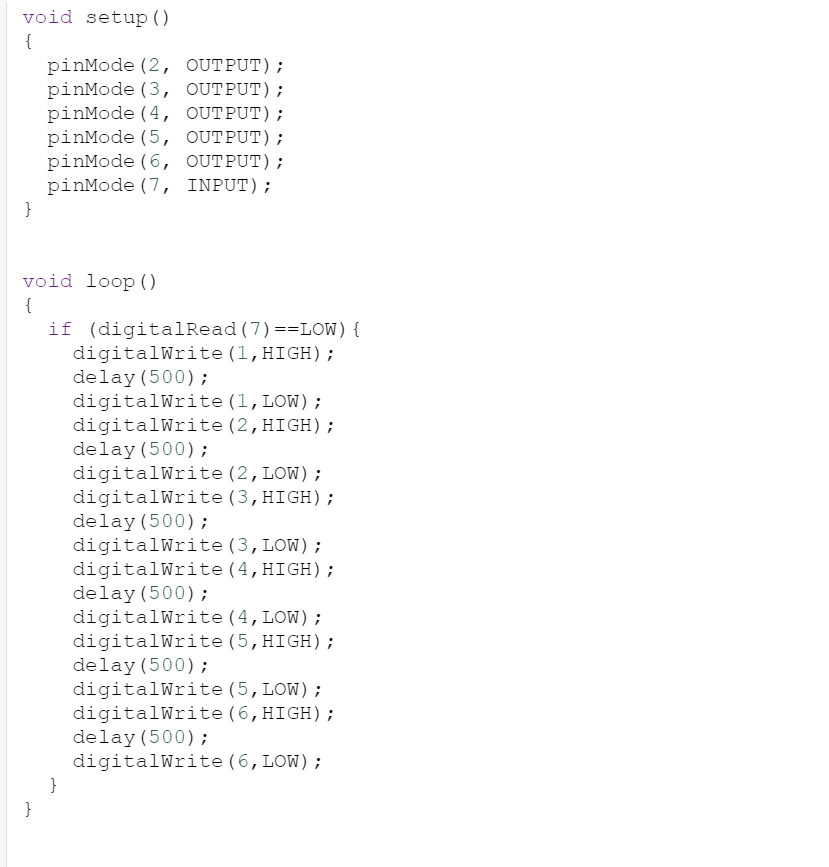 void setup()
{
  pinMode(2, OUTPUT);
  pinMode(3, OUTPUT);
  pinMode(4, OUTPUT);
  pinMode(5, OUTPUT);
  pinMode(6, OUTPUT);
  pinMode(7, INPUT);
}
void loop()
{
  if (digitalRead(7)==LOW){
    digitalWrite(1,HIGH);
    delay(500);
    digitalWrite(1,LOW);
    digitalWrite(2,HIGH);
    delay(500);
    digitalWrite(2,LOW);
    digitalWrite(3,HIGH);
    delay(500);
    digitalWrite(3,LOW);
    digitalWrite(4,HIGH);
    delay(500);
    digitalWrite(4,LOW);
    digitalWrite(5,HIGH);
    delay(500);
    digitalWrite(5,LOW);
    digitalWrite(6,HIGH);
    delay(500);
    digitalWrite(6,LOW);
  }
}